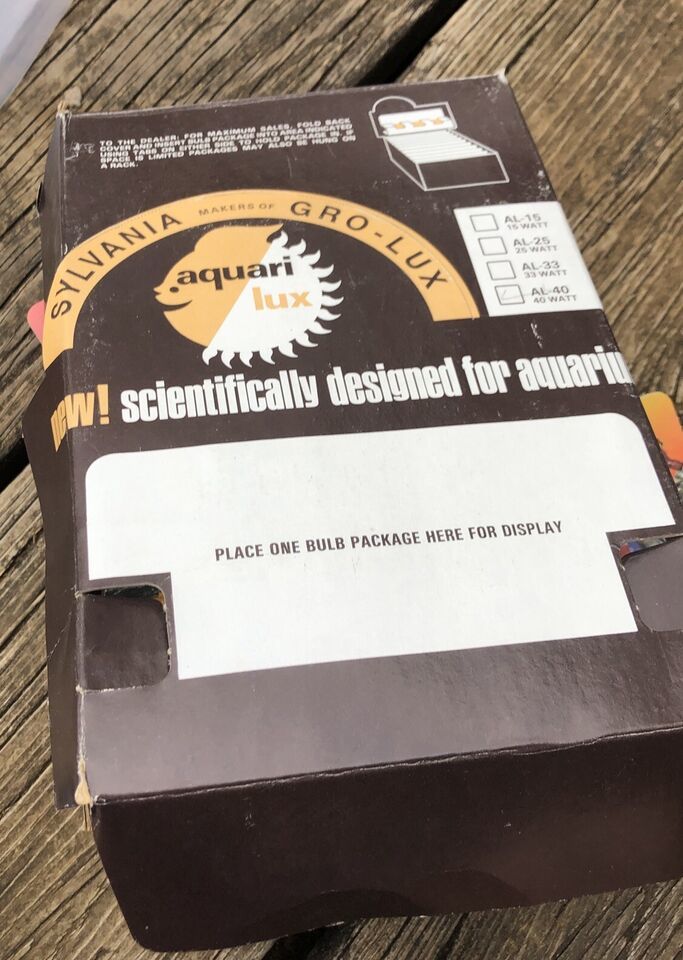 TO THE DEALER: FOR MAXIMUM SALES, FOLD BACK
COVER AND INSERT BULB PACKAGE INTO AREA INDICATED
USING TABS ON EITHER SIDE TO HOLD PACKAGE IN. IF
SPACE IS LIMITED PACKAGES MAY ALSO BE HUNG ON
A RACK.
SYLVANIA MAKERS OF GRO-LUX
aquari
lux
AL-15
15 WATT
AL-25
25 WATT
AL-33
33 WATT
AL-40
40 WATT
new! scientifically designed for aquariu
PLACE ONE BULB PACKAGE HERE FOR DISPLAY